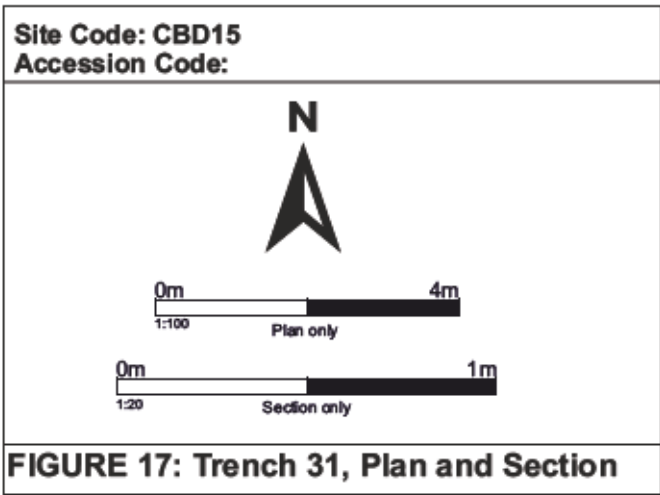 Site Code: CBD15
Accession Code:
N
0m 4m
1:100 Plan only
0m 1m
1:20 Section only
FIGURE 17: Trench 31, Plan and Section